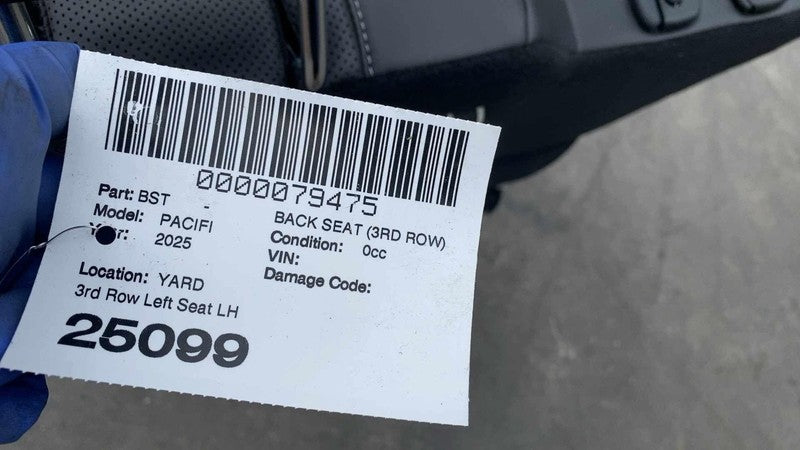 0000079475
Part: BST - BACK SEAT (3RD ROW)
Model: PACIFI Condition: 0cc
2025 VIN:
Damage Code:
Location: YARD
3rd Row Left Seat LH
25099